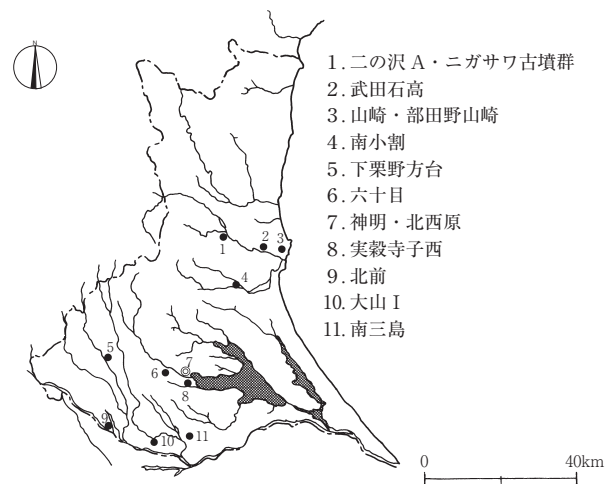 N
1.二の沢A・ニガサワ古墳群
2.武田石高
3.山崎・部田野山崎
4.南小割
5.下栗野方台
6.六十目
7.神明・北西原
8.実穀寺子西
9.北前
10.大山Ⅰ
11.南三島
1
2
3
4
5
6
7
8
9
10
11
0
40km